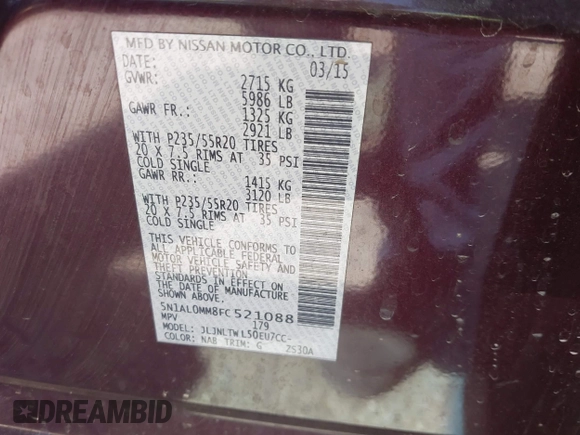 MFD BY NISSAN MOTOR CO., LTD.
DATE: 03/15
GVWR: 2715 KG
5986 LB
GAWR FR.: 1325 KG
2921 LB
WITH P235/55R20 TIRES
20 X 7.5 RIMS AT 35 PSI
COLD SINGLE
GAWR RR.: 1415 KG
3120 LB
WITH P235/55R20 TIRES
20 X 7.5 RIMS AT 35 PSI
COLD SINGLE
THIS VEHICLE CONFORMS TO
ALL APPLICABLE FEDERAL
MOTOR VEHICLE SAFETY AND
THEFT PREVENTION
STANDARDS IN EFFECT ON
THE DATE OF MANUFACTURE
SHOWN ABOVE.
5N1AL0MM8FC521088
MPV 179
MODEL: JLJNLTWL50EU7CC-
COLOR: NAB TRIM: G 2530A
DREAMBID